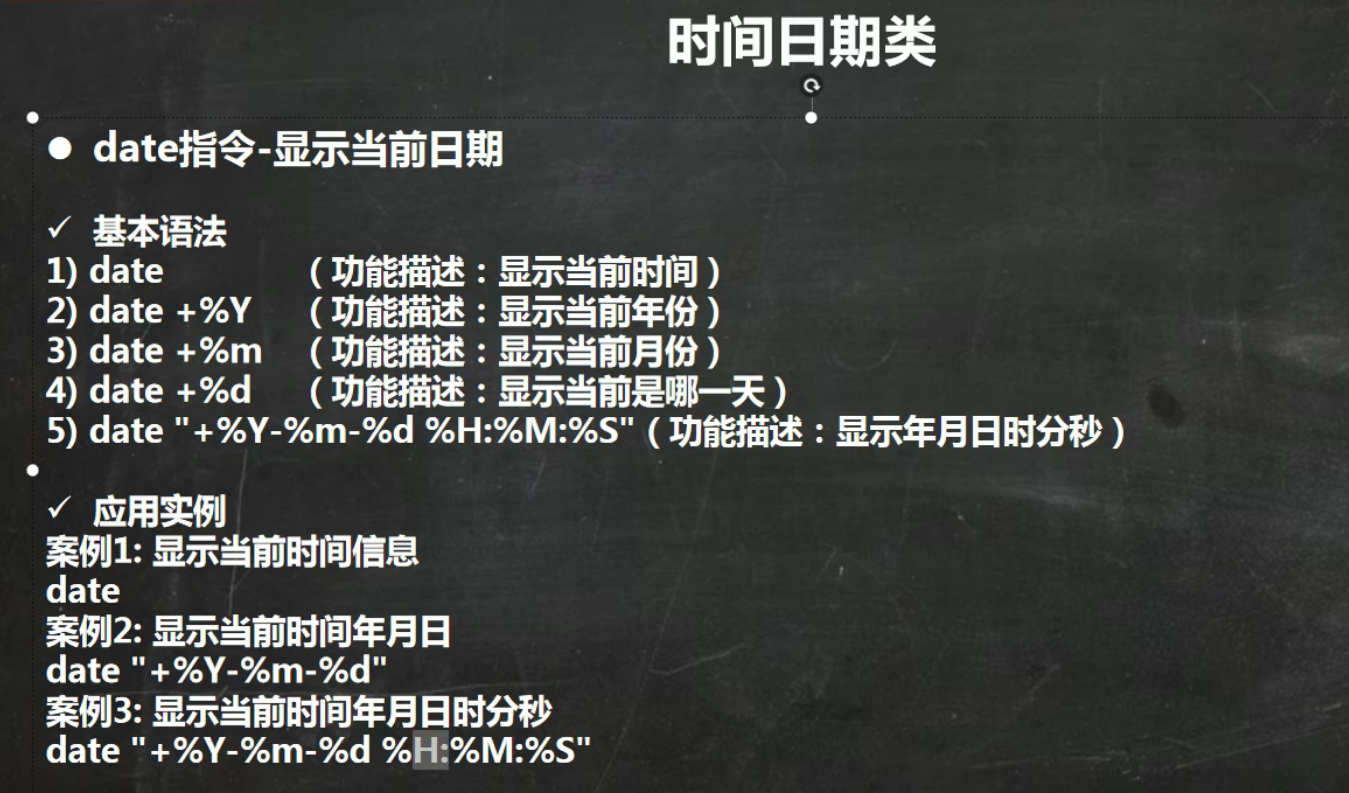 时间日期类
● date指令-显示当前日期
✓ 基本语法
1) date （功能描述：显示当前时间）
2) date +%Y （功能描述：显示当前年份）
3) date +%m （功能描述：显示当前月份）
4) date +%d （功能描述：显示当前是哪一天）
5) date "+%Y-%m-%d %H:%M:%S"（功能描述：显示年月日时分秒）
✓ 应用实例
案例1: 显示当前时间信息
date
案例2: 显示当前时间年月日
date "+%Y-%m-%d"
案例3: 显示当前时间年月日时分秒
date "+%Y-%m-%d %H:%M:%S"